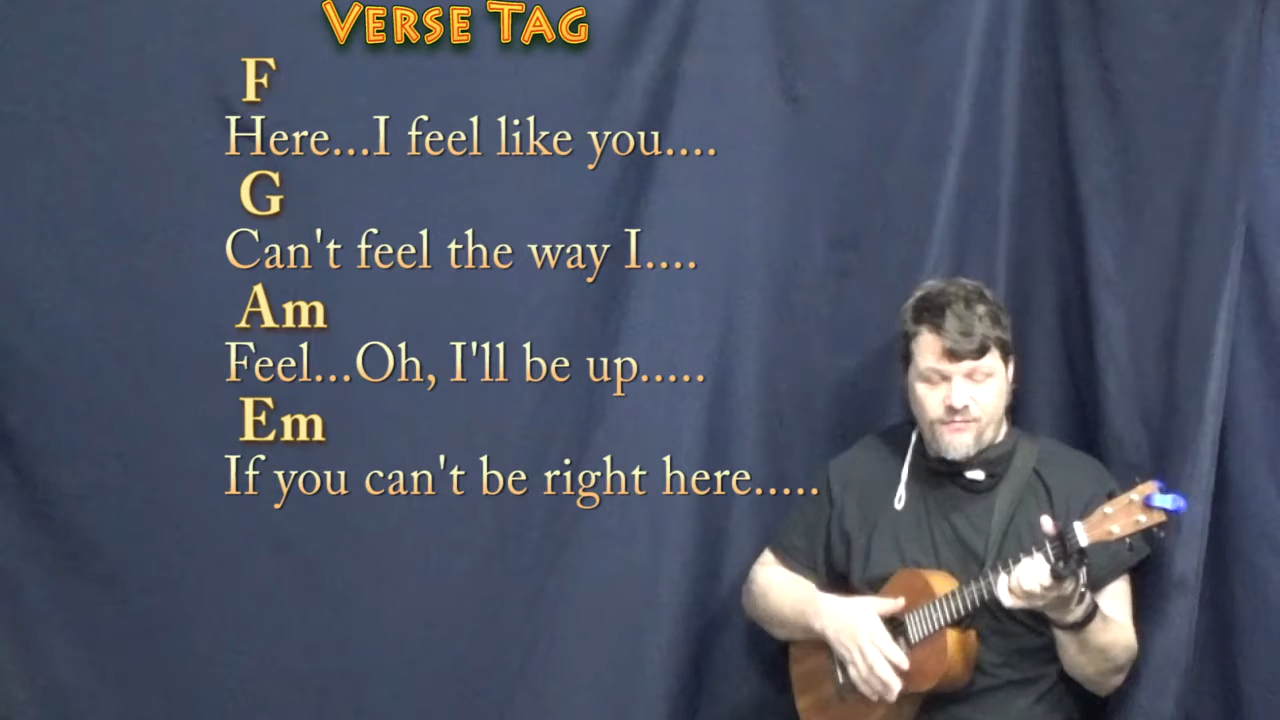 VERSE TAG
F
Here...I feel like you....
G
Can't feel the way I....
Am
Feel...Oh, I'll be up.....
Em
If you can't be right here.....